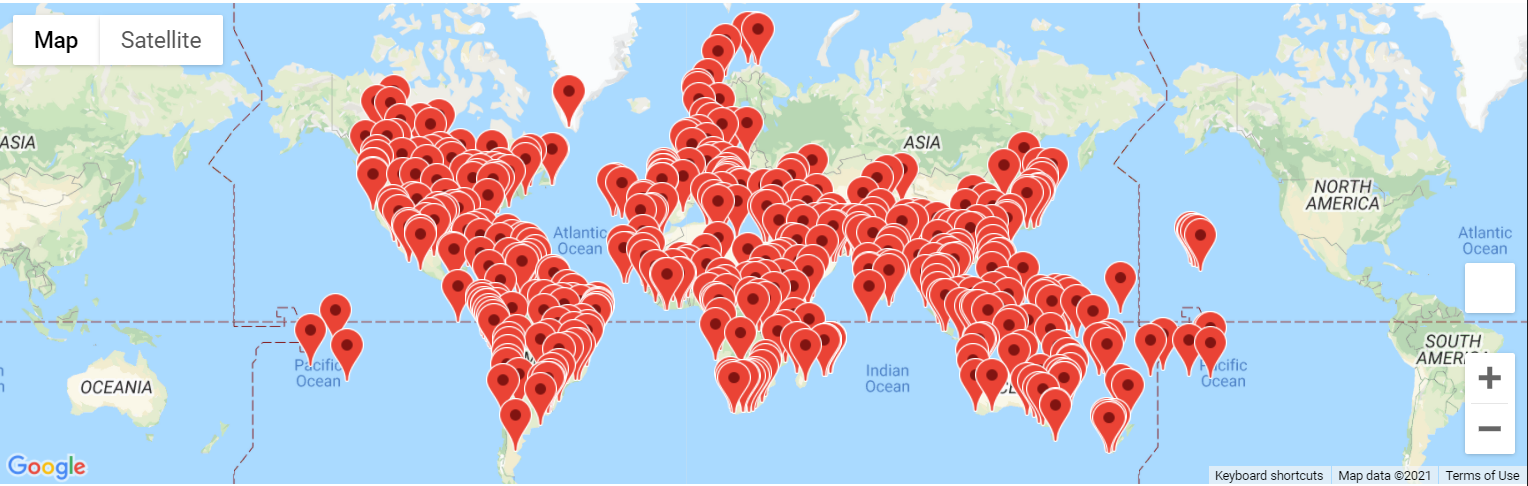 Map
Satellite
ASIA
ASIA
NORTH
AMERICA
Atlantic
Ocean
Atlantic
Ocean
Pacific
Ocean
Indian
Ocean
Pacific
Ocean
SOUTH
AMERICA
OCEANIA
Google
Keyboard shortcuts
Map data ©2021
Terms of Use